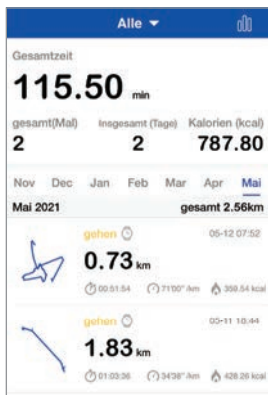 Alle
Gesamtzeit
115.50 min
gesamt(Mal) Insgesamt (Tage) Kalorien (kcal)
2 2 787.80
Nov Dec Jan Feb Mar Apr Mai
Mai 2021 gesamt 2.56km
gehen 05-12 07:52
0.73 km
00:51:54 71'00" /km 359.54 kcal
gehen 05-11 10:44
1.83 km
01:03:36 34'38" /km 428.26 kcal